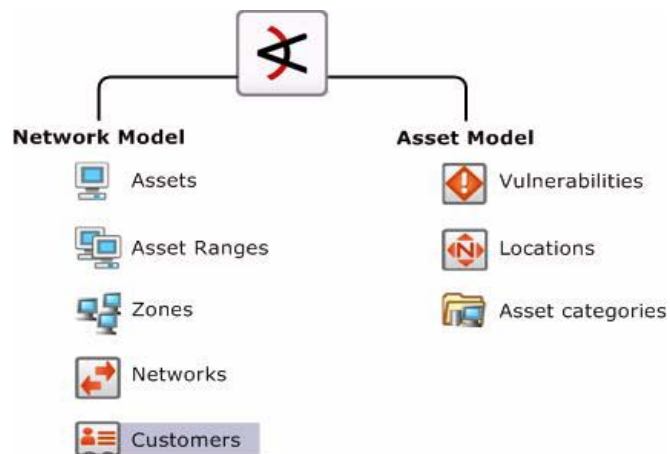 Network Model
Assets
Asset Ranges
Zones
Networks
Customers
Asset Model
Vulnerabilities
N
Locations
Asset categories